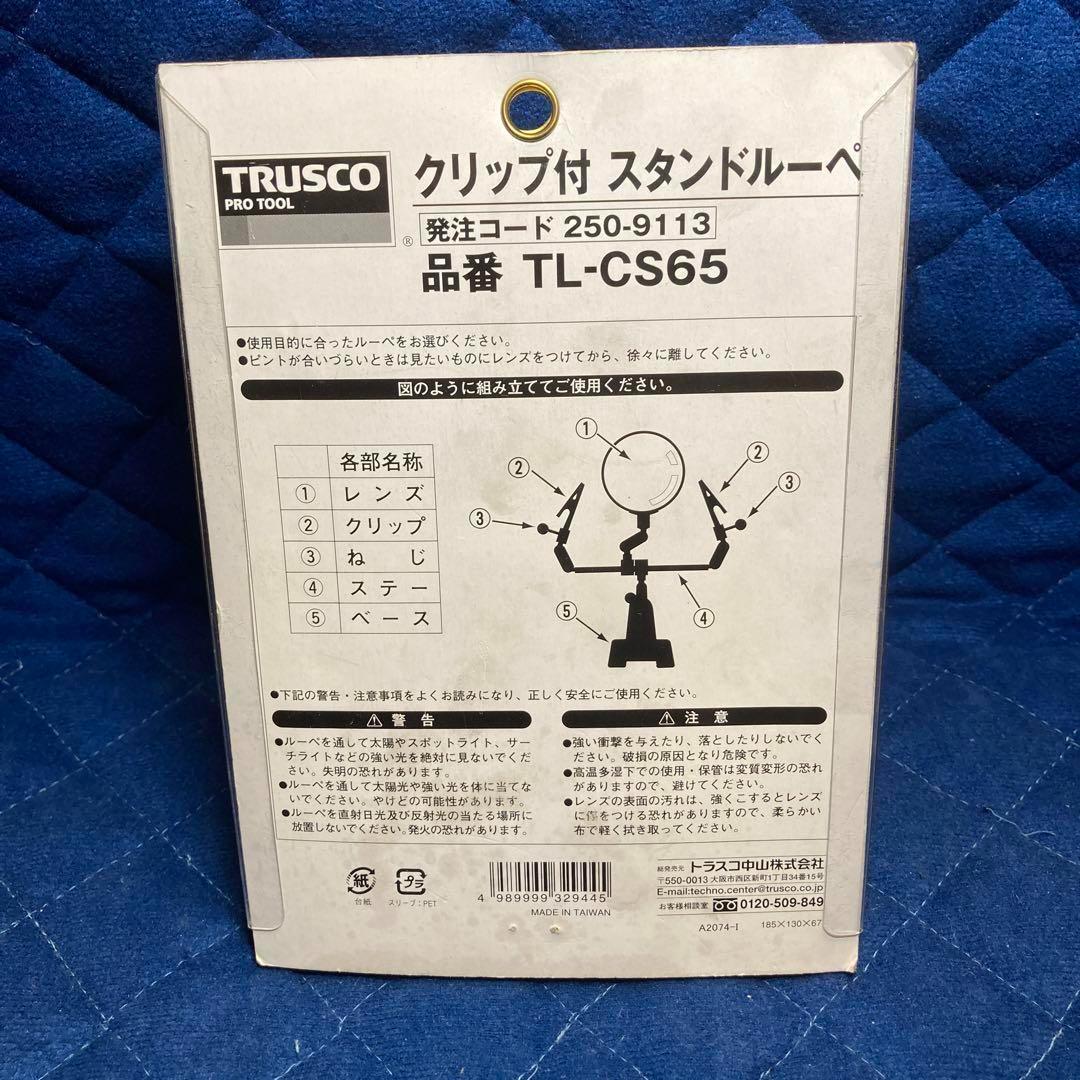 TRUSCO
PRO TOOL
®
クリップ付 スタンドルーペ
発注コード 250-9113
品番 TL-CS65
●使用目的に合ったルーペをお選びください。
●ピントが合いづらいときは見たいものにレンズをつけてから、徐々に離してください。
図のように組み立ててご使用ください。
各部名称
① レンズ
② クリップ
③ ねじ
④ ステー
⑤ ベース
①
②
②
③
③
④
⑤
●下記の警告・注意事項をよくお読みになり、正しく安全にご使用ください。
⚠ 警告
●ルーペを通して太陽やスポットライト、サー
チライトなどの強い光を絶対に見ないでくだ
さい。失明の恐れがあります。
●ルーペを通して太陽光や強い光を体に当てな
いでください。やけどの可能性があります。
●ルーペを直射日光及び反射光の当たる場所に
放置しないでください。発火の恐れがあります。
⚠ 注意
●強い衝撃を与えたり、落としたりしないでく
ださい。破損の原因となり危険です。
●高温多湿下での使用・保管は変質変形の恐れ
がありますので、避けてください。
●レンズの表面の汚れは、強くこするとレンズ
に傷をつける恐れがありますので、柔らかい
布で軽く拭き取ってください。
紙
台紙
プラ
スリーブ:PET
4 989999 329445
MADE IN TAIWAN
総発売元 トラスコ中山株式会社
〒550-0013 大阪市西区新町1丁目34番15号
E-mail:techno.center@trusco.co.jp
お客様相談室 0120-509-849
A2074-I 185×130×67